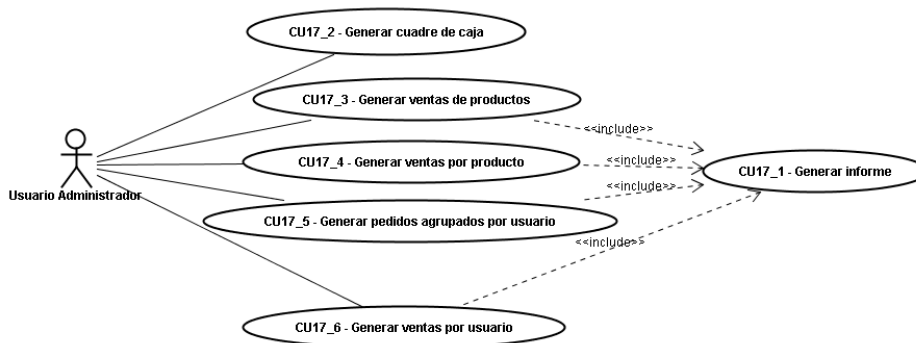 CU17_2 - Generar cuadre de caja
CU17_3 - Generar ventas de productos
<<include>>
CU17_4 - Generar ventas por producto
<<include>>
CU17_1 - Generar informe
<<include>>
Usuario Administrador
CU17_5 - Generar pedidos agrupados por usuario
<<include>>
CU17_6 - Generar ventas por usuario